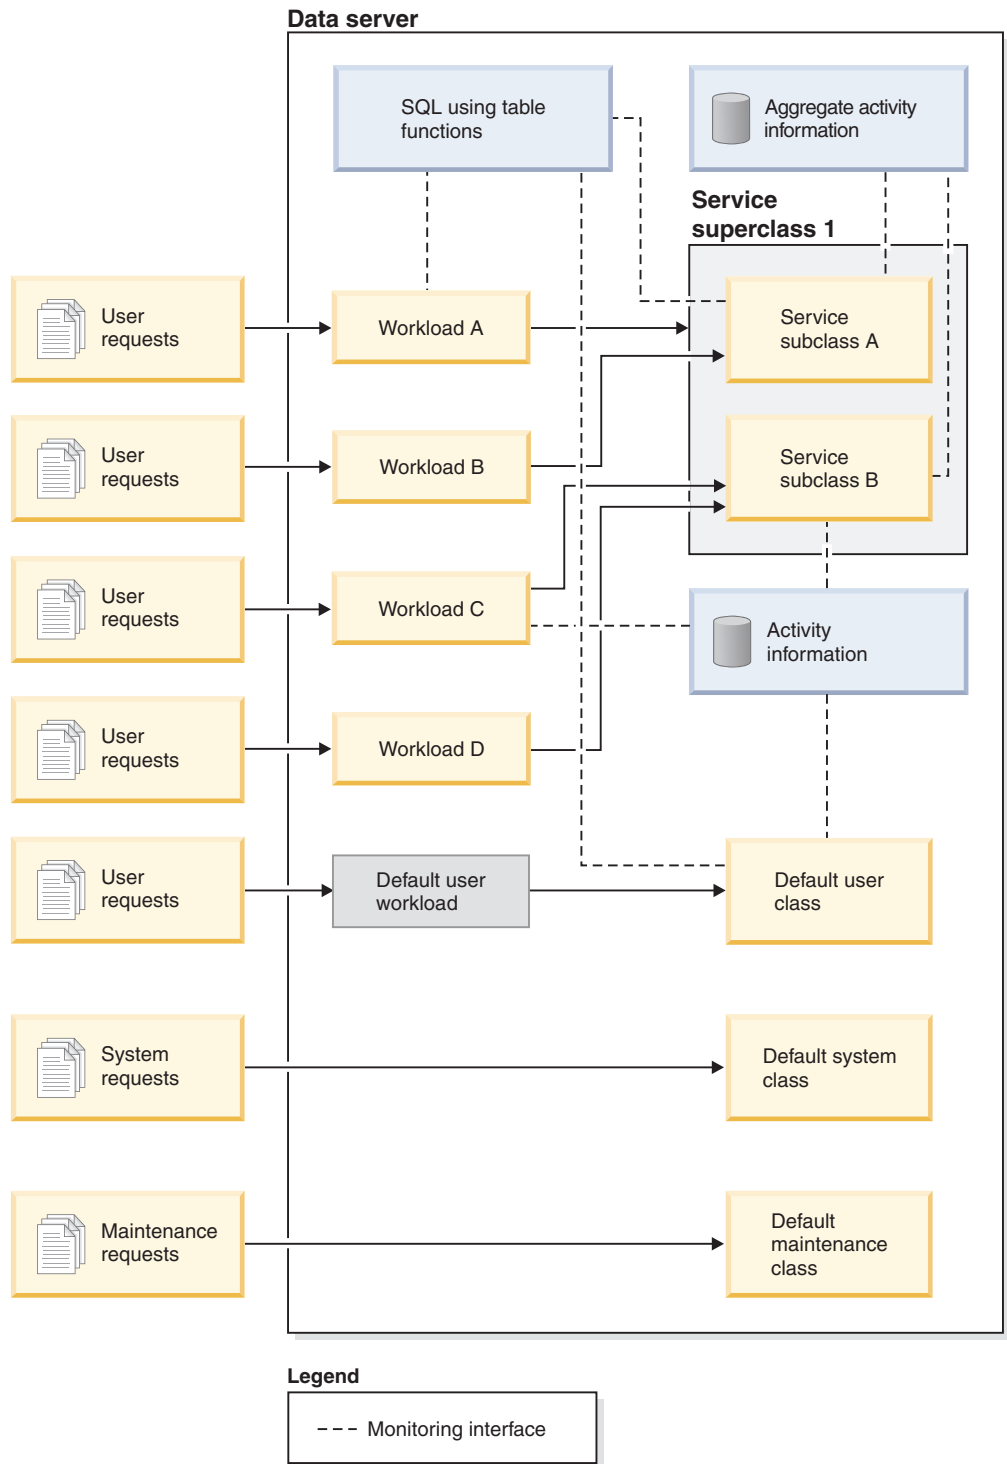 Data server
SQL using table
functions
Aggregate activity
information
Service
superclass 1
User
requests
Workload A
Service
subclass A
User
requests
Workload B
Service
subclass B
User
requests
Workload C
Activity
information
User
requests
Workload D
User
requests
Default user
workload
Default user
class
System
requests
Default system
class
Maintenance
requests
Default
maintenance
class
Legend
Monitoring interface